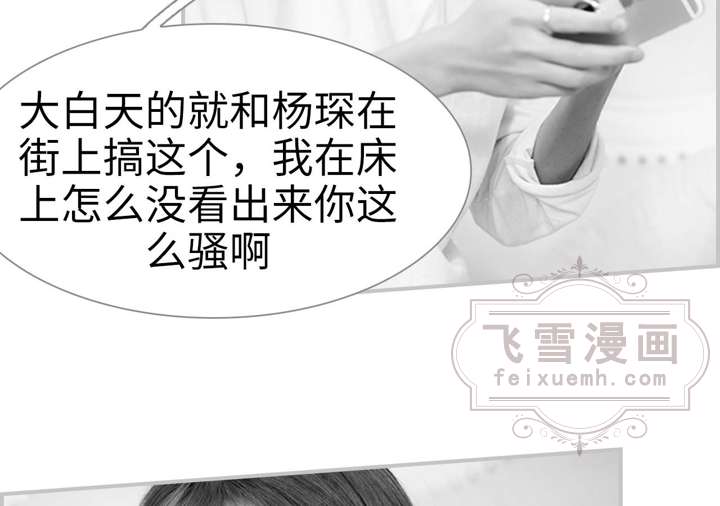 大白天的就和杨琛在
街上搞这个，我在床
上怎么没看出来你这
么骚啊
飞雪漫画
feixuemh.com